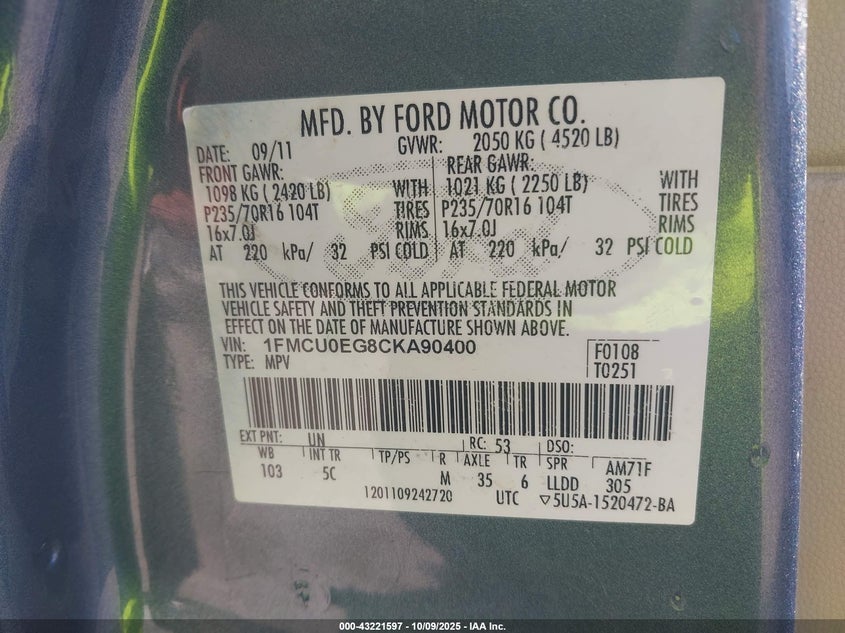 MFD. BY FORD MOTOR CO.
DATE: 09/11 GVWR: 2050 KG ( 4520 LB)
FRONT GAWR: REAR GAWR:
1098 KG ( 2420 LB) WITH 1021 KG ( 2250 LB) WITH
P235/70R16 104T TIRES P235/70R16 104T TIRES
16x7.0J RIMS 16x7.0J RIMS
AT 220 kPa/ 32 PSI COLD AT 220 kPa/ 32 PSI COLD
THIS VEHICLE CONFORMS TO ALL APPLICABLE FEDERAL MOTOR
VEHICLE SAFETY AND THEFT PREVENTION STANDARDS IN
EFFECT ON THE DATE OF MANUFACTURE SHOWN ABOVE.
VIN: 1FMCU0EG8CKA90400 F0108
TYPE: MPV T0251
EXT PNT: UN RC: 53 DSO:
WB INT TR TP/PS R AXLE TR SPR AM71F
103 5C M 35 6 LLDD 305
1201109242720 UTC ▽5U5A-1520472-BA
000-43221597 - 10/09/2025 - IAA Inc.